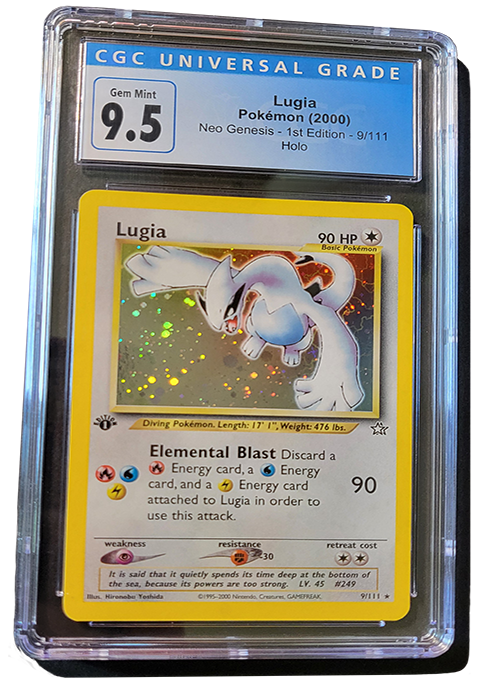 CGC UNIVERSAL GRADE
Gem Mint
9.5
Lugia
Pokémon (2000)
Neo Genesis - 1st Edition - 9/111
Holo
Lugia
90 HP
Basic Pokémon
EDITION
1
Diving Pokémon. Length: 17' 1", Weight: 476 lbs.
Elemental Blast Discard a
Energy card, a Energy
card, and a Energy card
attached to Lugia in order to
use this attack.
90
weakness
resistance
retreat cost
-30
It is said that it quietly spends its time deep at the bottom of
the sea, because its powers are too strong. LV. 45 #249
Illus. Hironobu Yoshida
©1995-2000 Nintendo, Creatures, GAMEFREAK.
9/111 ★